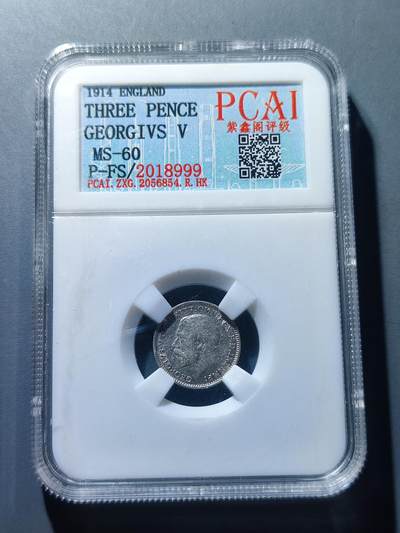 1914 ENGLAND
THREE PENCE
GEORGIVS V
MS-60
P-FS/2018999
PCAI. ZXG. 2056854. R. HK
PCAI
紫鑫阁评级